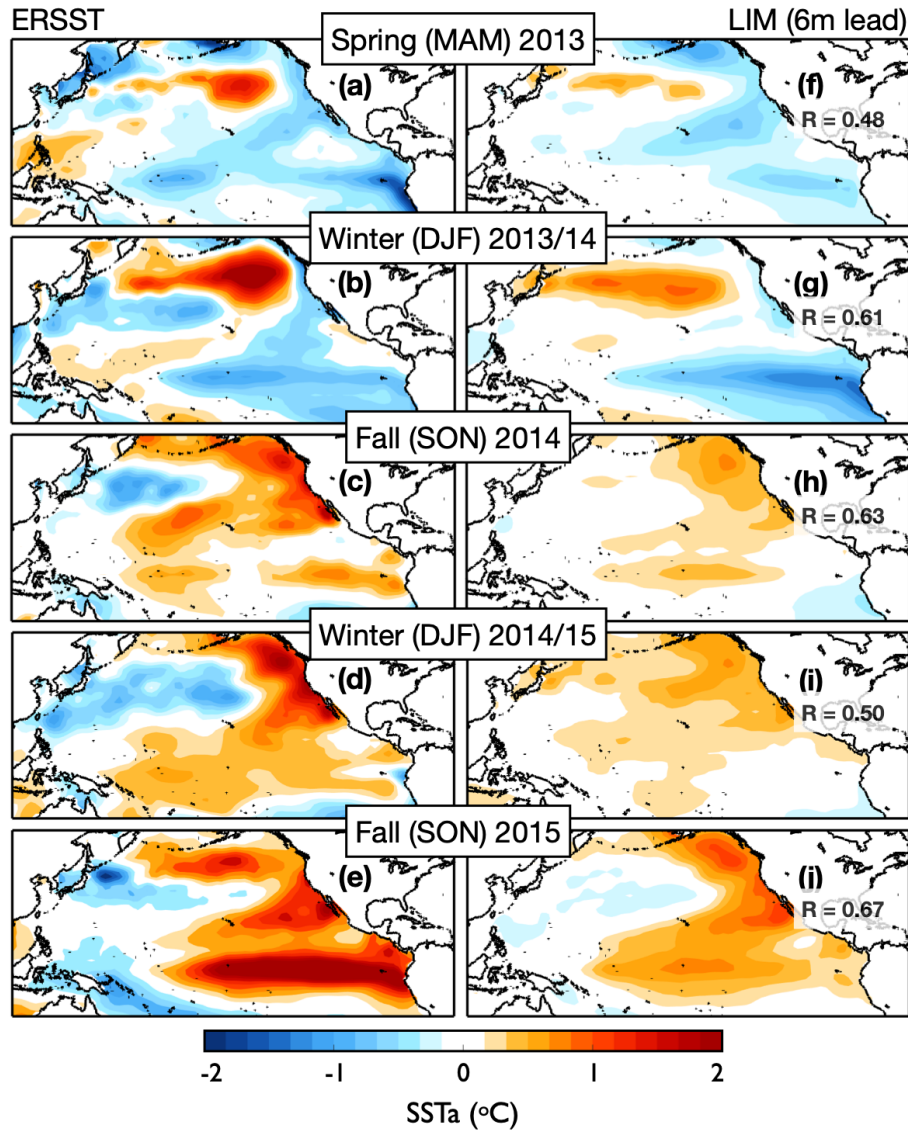 ERSST
LIM (6m lead)
Spring (MAM) 2013
(a)
(f)
R = 0.48
Winter (DJF) 2013/14
(b)
(g)
R = 0.61
Fall (SON) 2014
(c)
(h)
R = 0.63
Winter (DJF) 2014/15
(d)
(i)
R = 0.50
Fall (SON) 2015
(e)
(j)
R = 0.67
-2
-1
0
1
2
SSTa (°C)